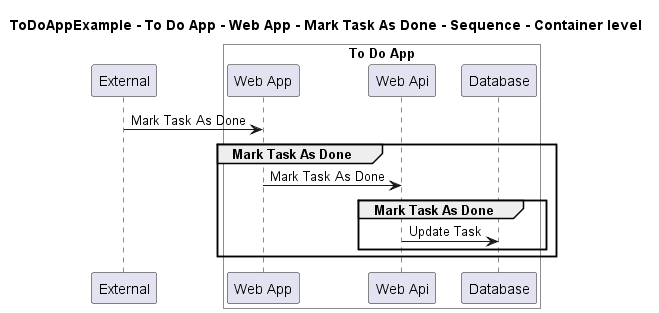 ToDoAppExample - To Do App - Web App - Mark Task As Done - Sequence - Container level
To Do App
External
Web App
Web Api
Database
Mark Task As Done
Mark Task As Done
Mark Task As Done
Mark Task As Done
Update Task
External
Web App
Web Api
Database